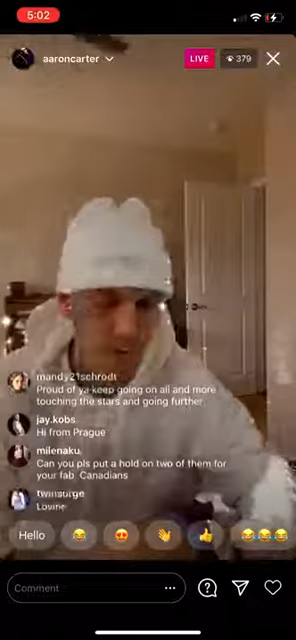 5:02
aaroncarter
LIVE
379
mandy21schrodt
Proud of ya keep going on all and more
touching the stars and going further
jay.kobs
Hi from Prague
milenaku
Can you pls put a hold on two of them for
your fab Canadians
Hello
Comment